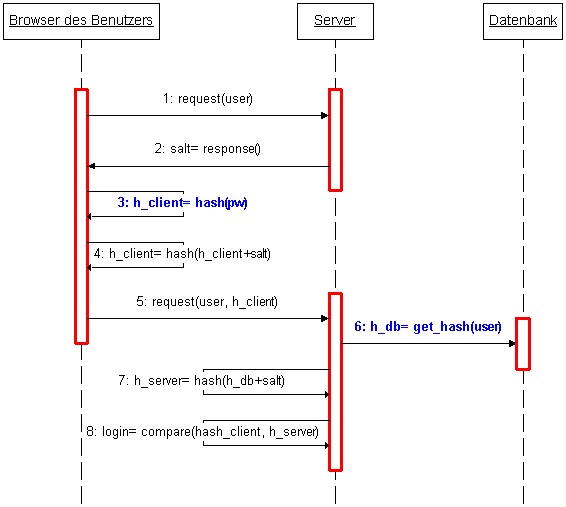 Browser des Benutzers
Server
Datenbank
1: request(user)
2: salt= response()
3: h_client= hash(pw)
4: h_client= hash(h_client+salt)
5: request(user, h_client)
6: h_db= get_hash(user)
7: h_server= hash(h_db+salt)
8: login= compare(hash_client, h_server)